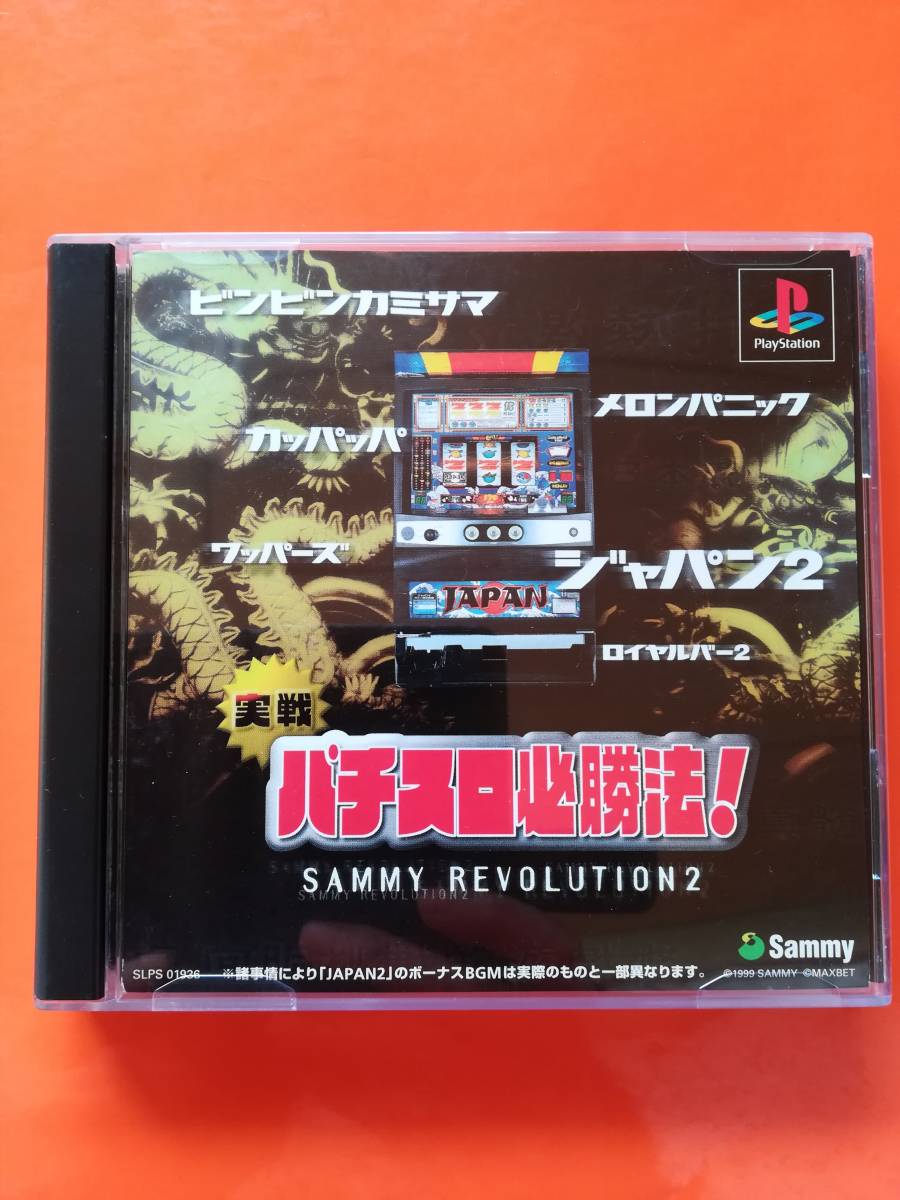 ビンビンカミサマ
PlayStation
メロンパニック
カッパッパ
ワッパーズ
ジャパン2
JAPAN
ロイヤルバー2
実戦
パチスロ必勝法!
SAMMY REVOLUTION2
Sammy
SLPS 01936
※諸事情により「JAPAN2」のボーナスBGMは実際のものと一部異なります。
©1999 SAMMY ©MAXBET